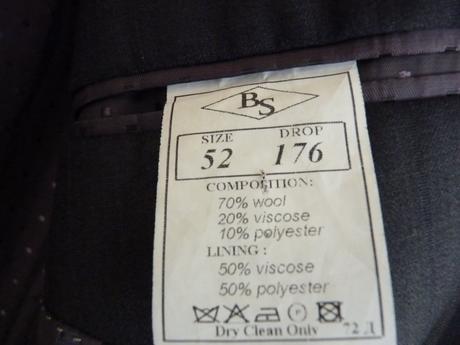 BS
SIZE DROP
52 176
COMPOSITION:
70% wool
20% viscose
10% polyester
LINING :
50% viscose
50% polyester
Dry Clean Only 72 Д